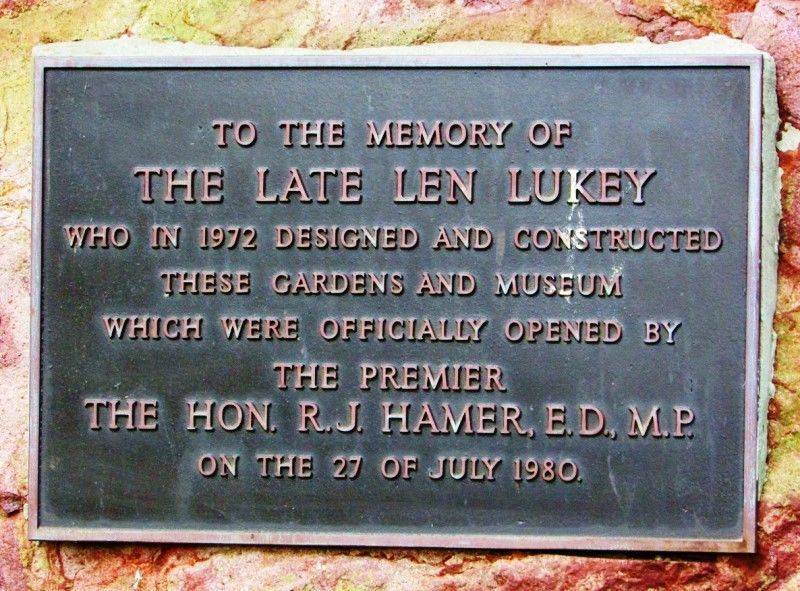 TO THE MEMORY OF
THE LATE LEN LUKEY
WHO IN 1972 DESIGNED AND CONSTRUCTED
THESE GARDENS AND MUSEUM
WHICH WERE OFFICIALLY OPENED BY
THE PREMIER
THE HON. R.J. HAMER, E.D., M.P.
ON THE 27 OF JULY 1980.